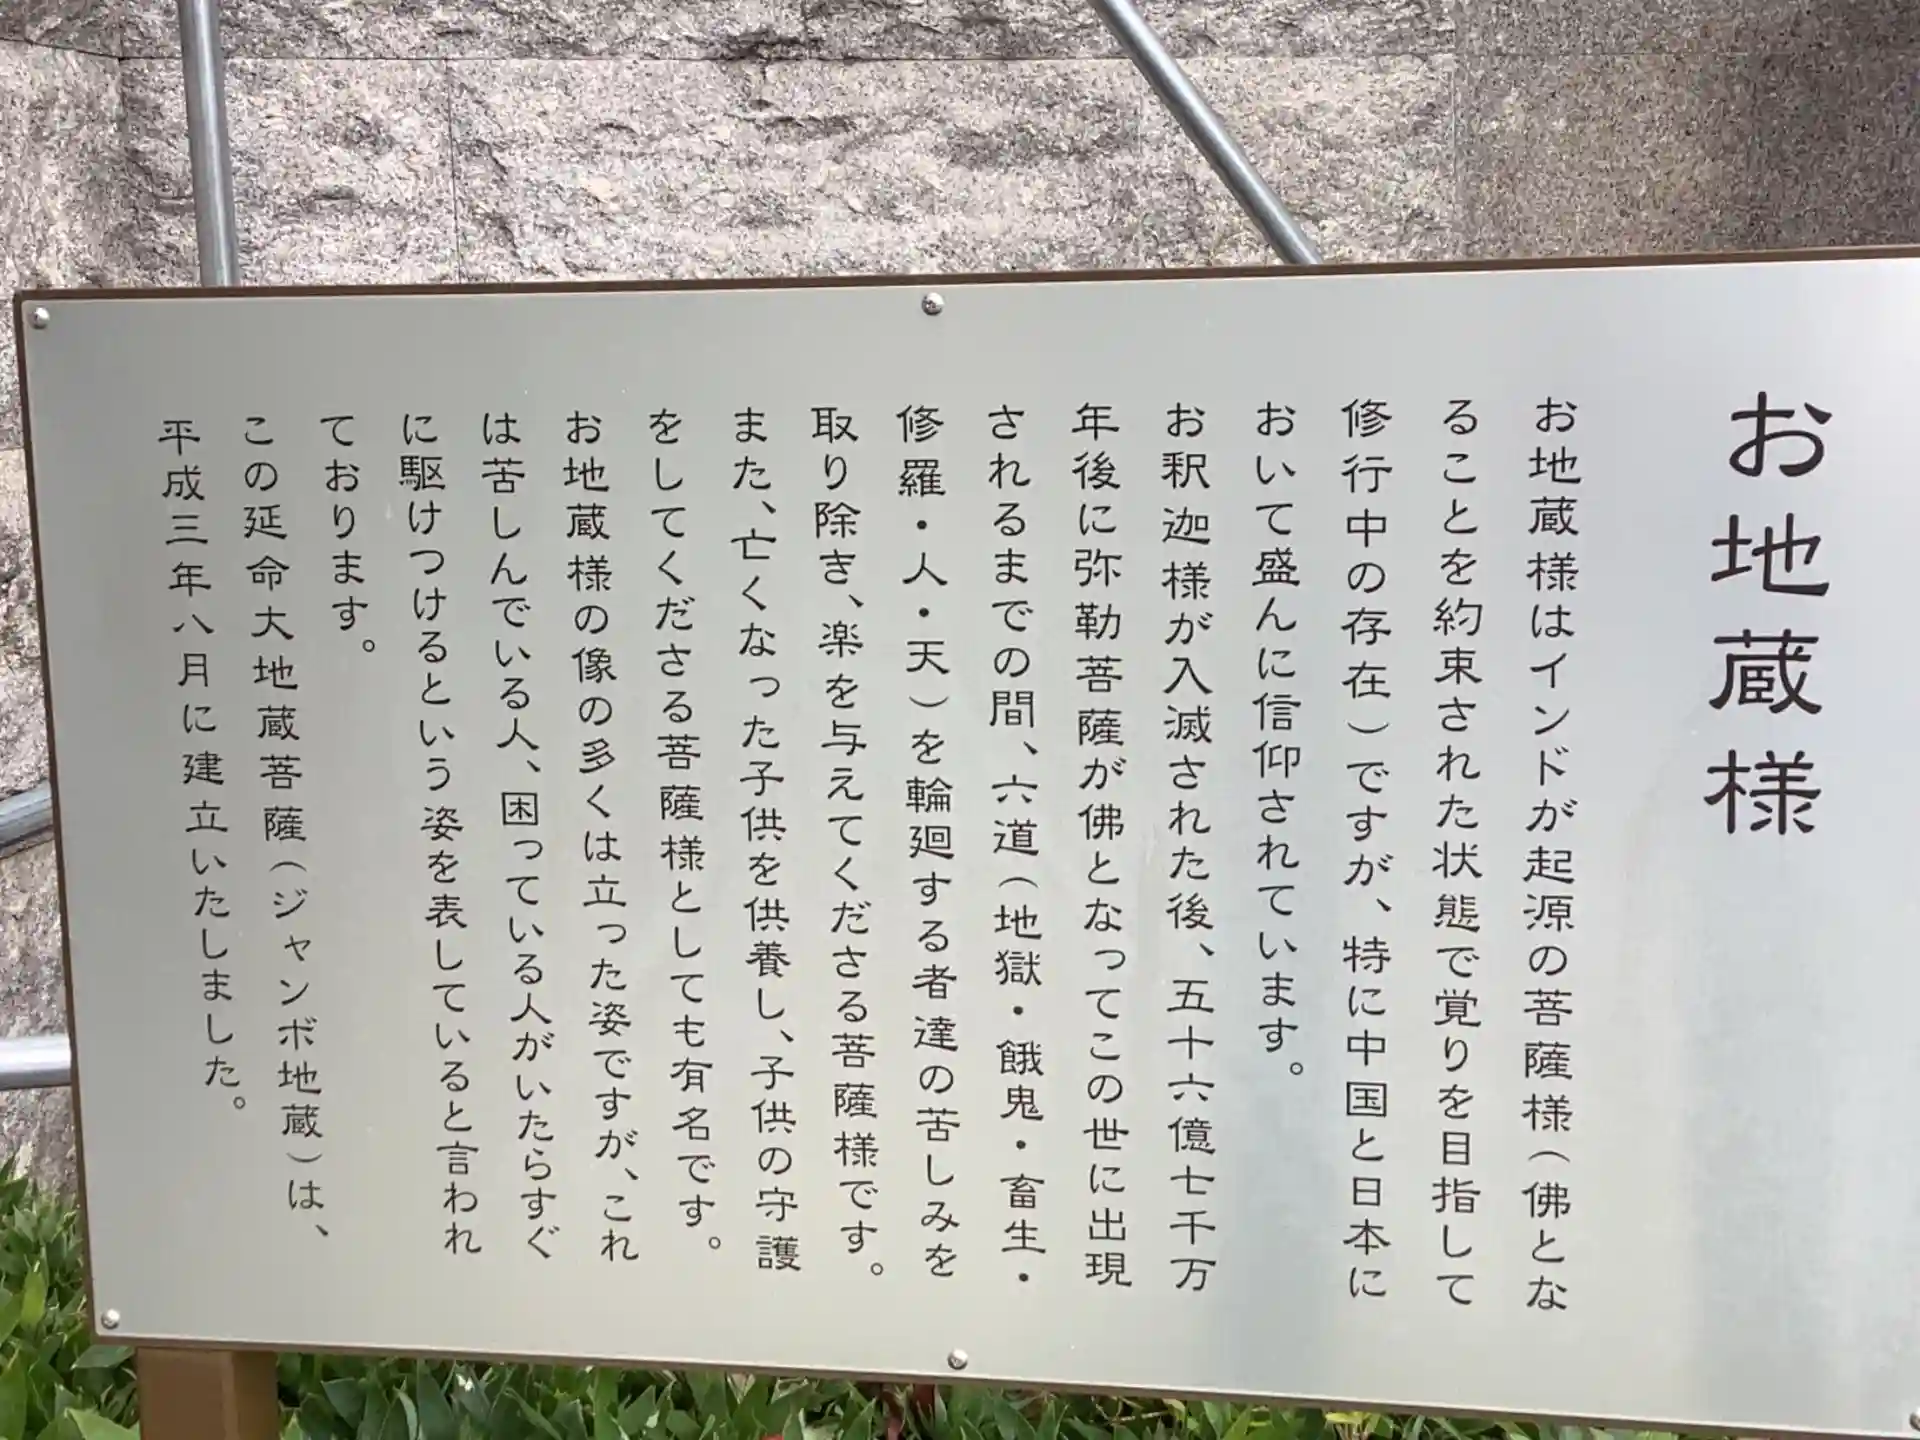 お地蔵様
お地蔵様はインドが起源の菩薩様（佛とな
ることを約束された状態で覚りを目指して
修行中の存在）ですが、特に中国と日本に
おいて盛んに信仰されています。
お釈迦様が入滅された後、五十六億七千万
年後に弥勒菩薩が佛となってこの世に出現
されるまでの間、六道（地獄・餓鬼・畜生・
修羅・人・天）を輪廻する者達の苦しみを
取り除き、楽を与えてくださる菩薩様です。
また、亡くなった子供を供養し、子供の守護
をしてくださる菩薩様としても有名です。
お地蔵様の像の多くは立った姿ですが、これ
は苦しんでいる人、困っている人がいたらすぐ
に駆けつけるという姿を表していると言われ
ております。
この延命大地蔵菩薩（ジャンボ地蔵）は、
平成三年八月に建立いたしました。